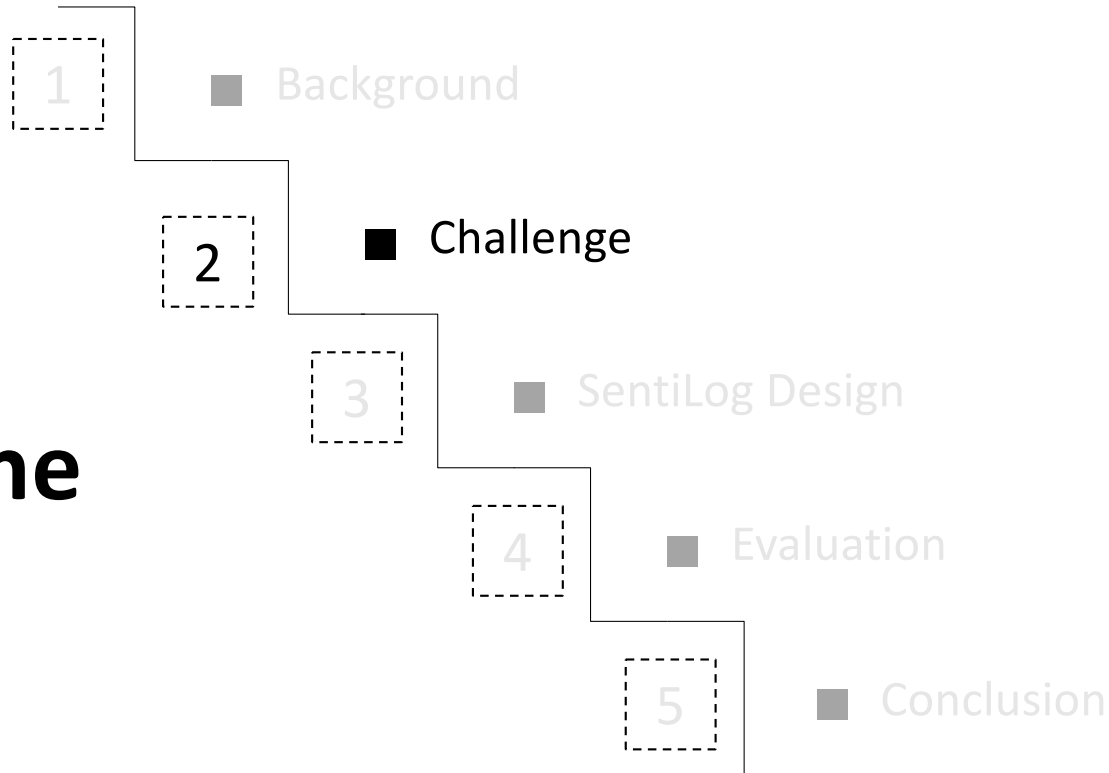 1
Background
2
Challenge
3
SentiLog Design
ne
4
Evaluation
5
Conclusion